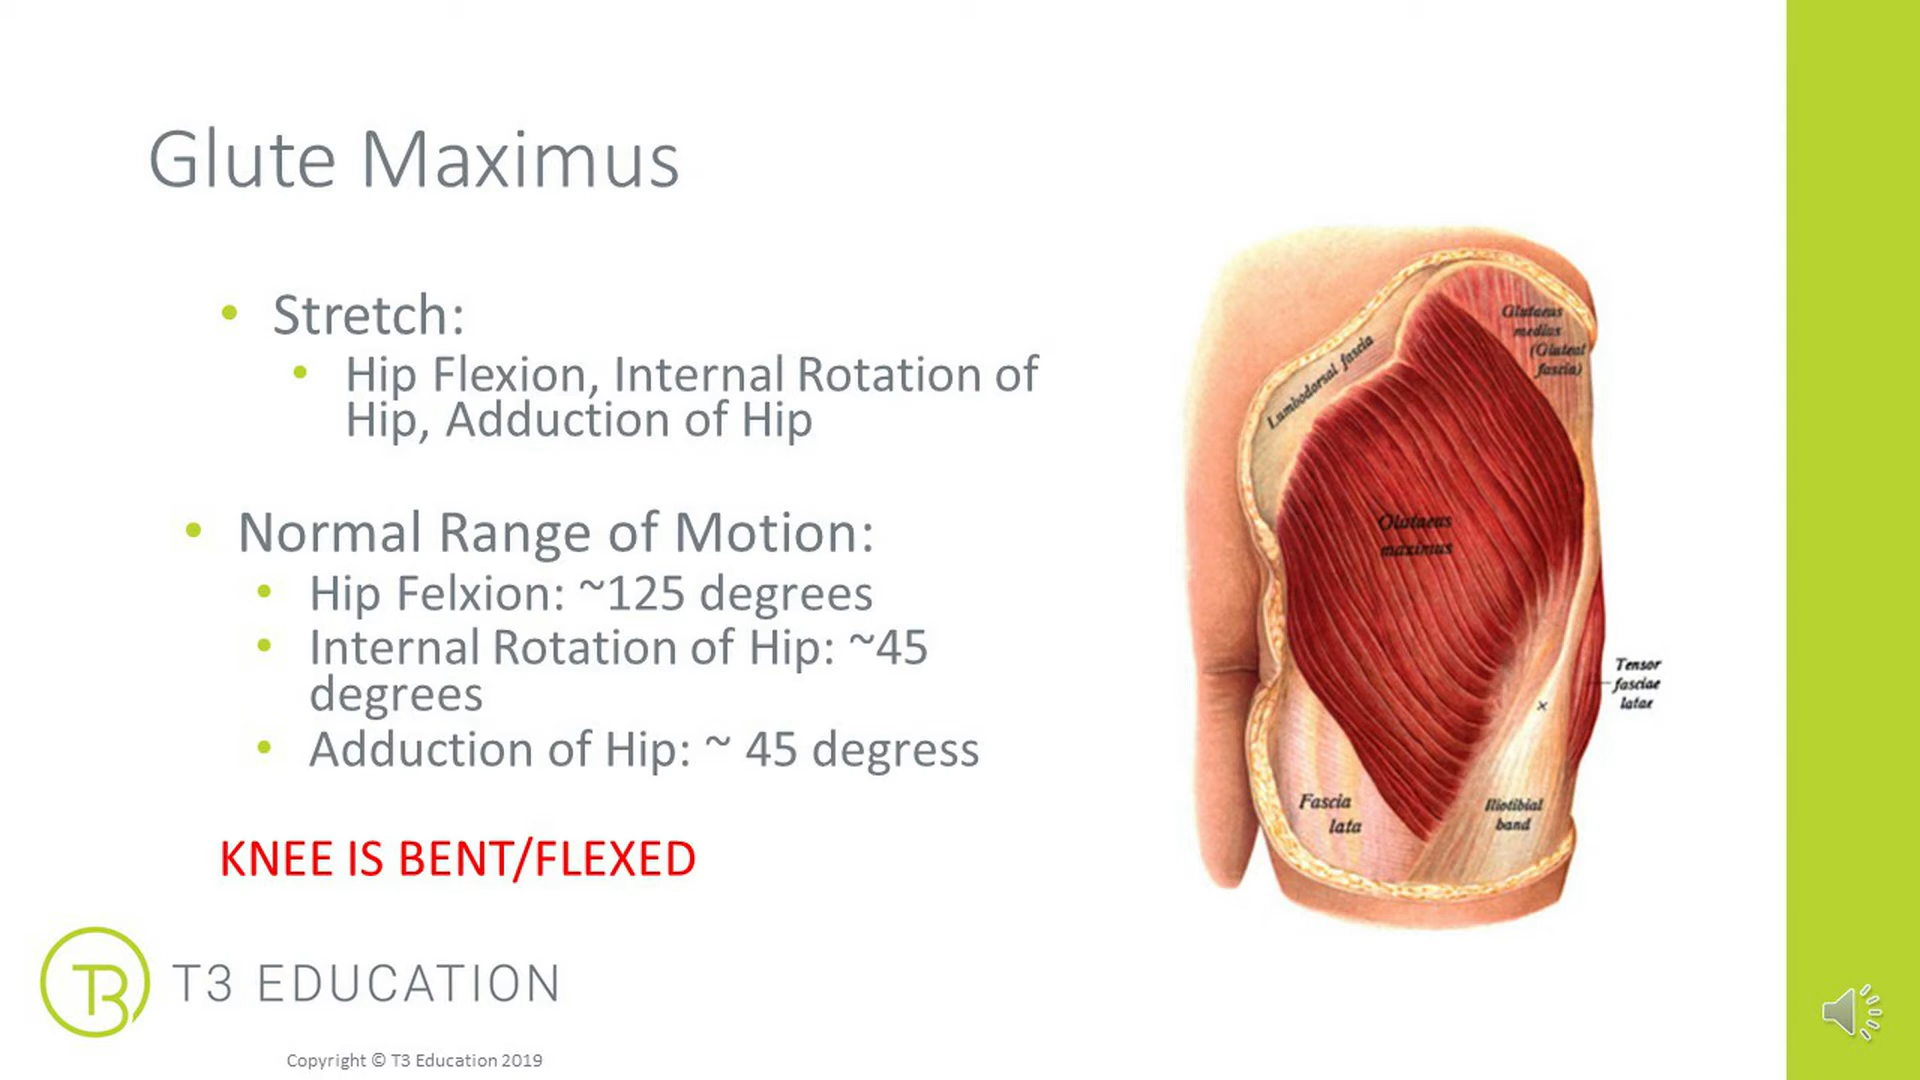 Glute Maximus
• Stretch:
• Hip Flexion, Internal Rotation of
Hip, Adduction of Hip
• Normal Range of Motion:
• Hip Felxion: ~125 degrees
• Internal Rotation of Hip: ~45
degrees
• Adduction of Hip: ~ 45 degress
KNEE IS BENT/FLEXED
Glutaeus
medius
(Gluteal
fascia)
Lumbodorsal fascia
Glutaeus
maximus
Tensor
fasciae
latae
Fascia
lata
Iliotibial
band
T3 EDUCATION
Copyright © T3 Education 2019